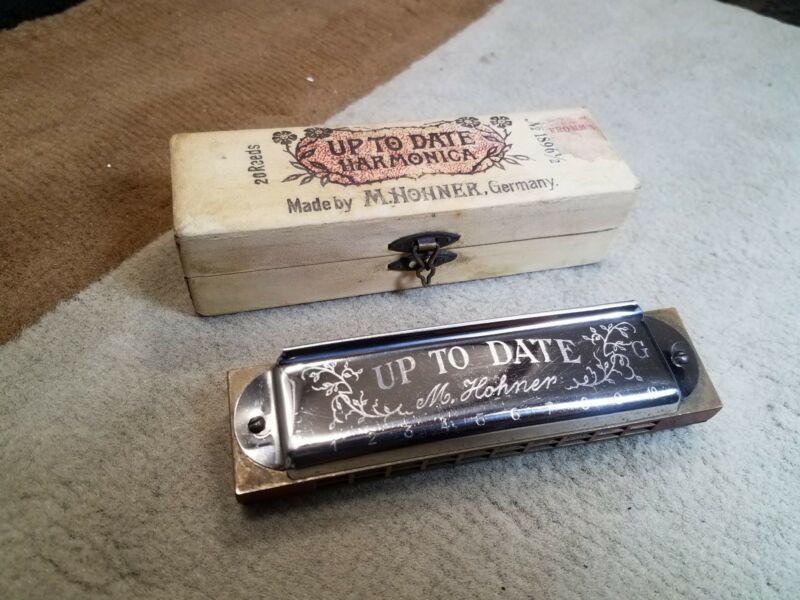 UP TO DATE
HARMONICA
20 Reeds
Made by M. HOHNER, Germany.
UP TO DATE
G
M. Hohner
1 2 3 4 5 6 7 8 9 10